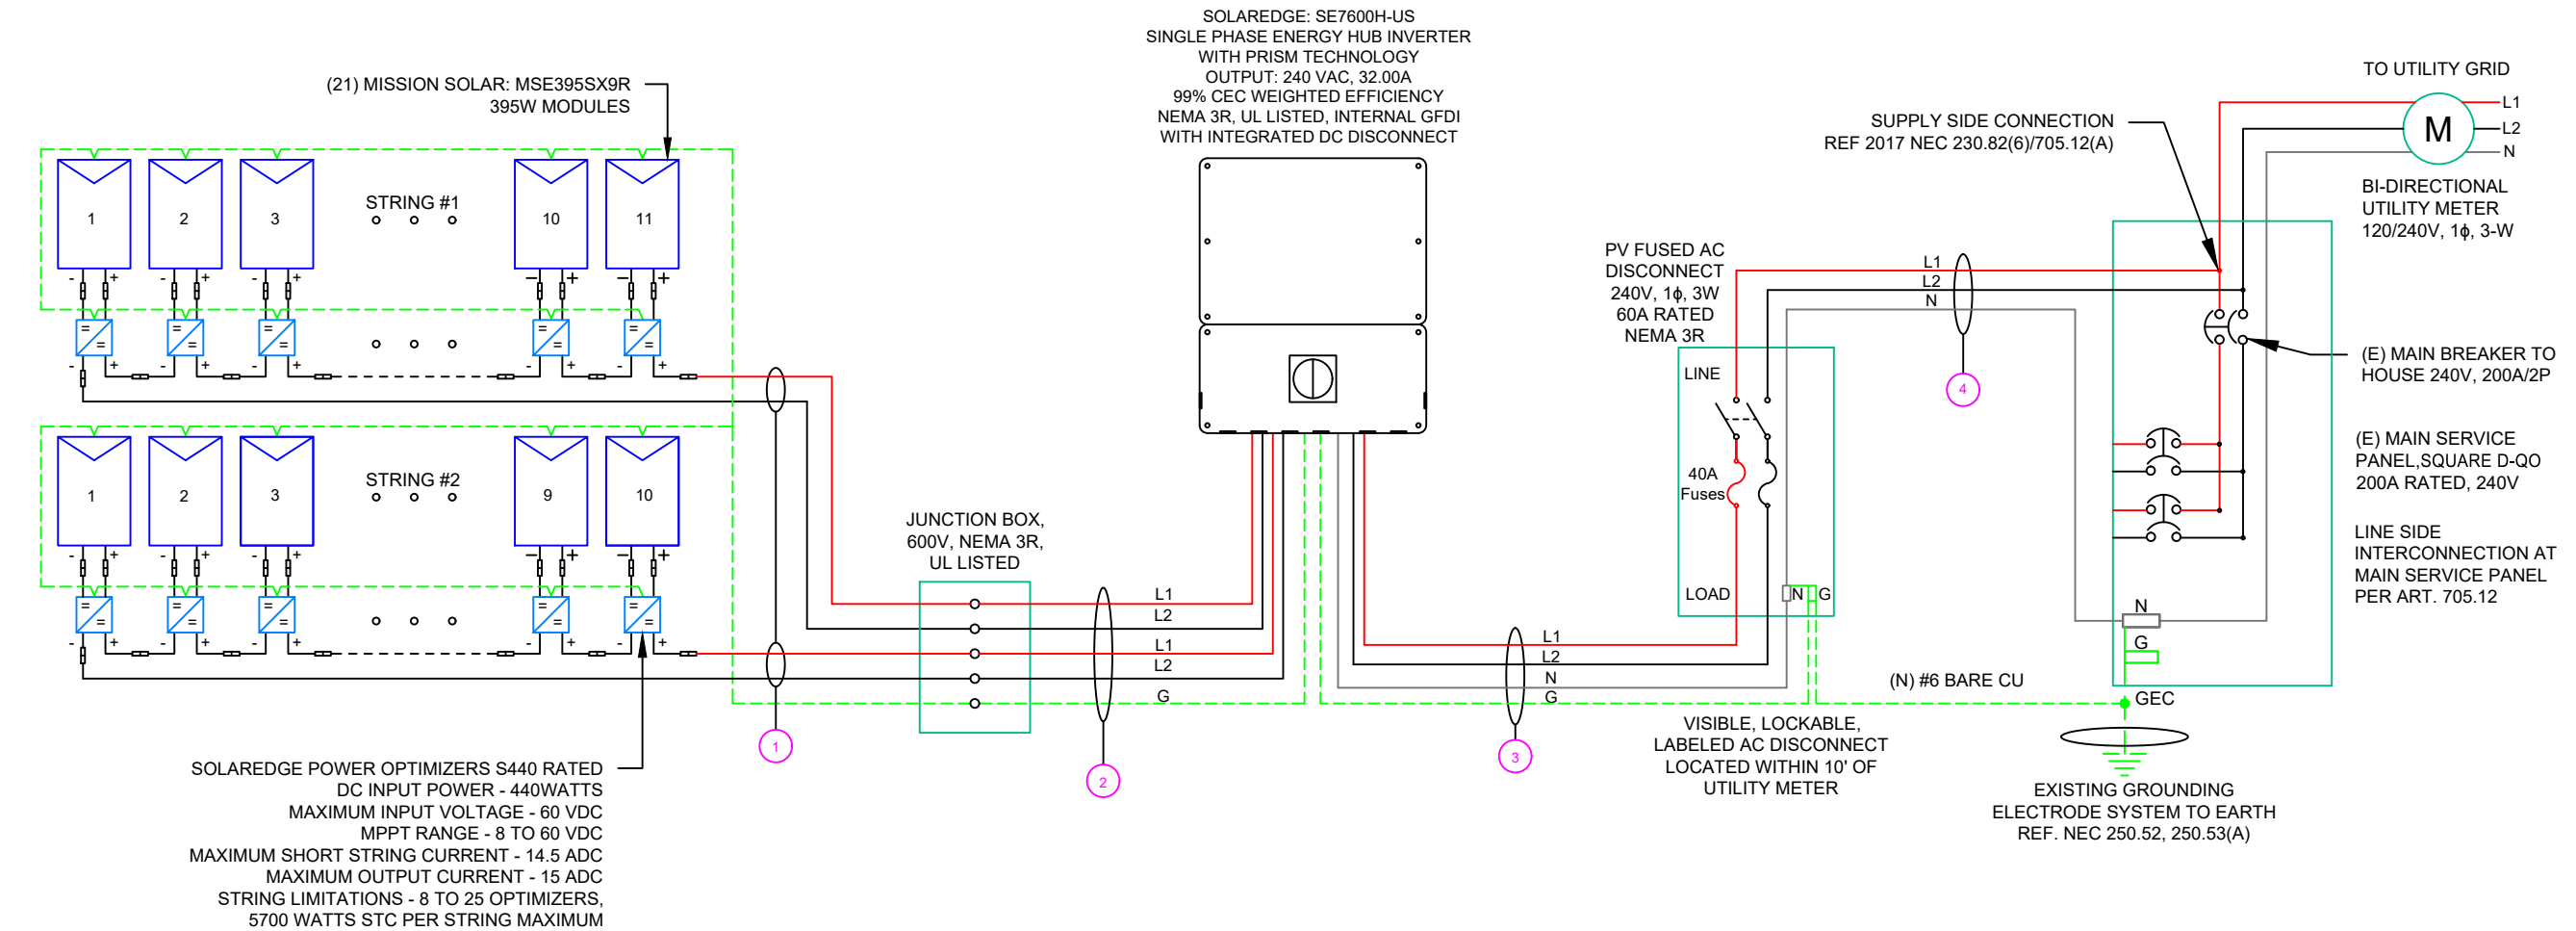 SOLAREDGE: SE7600H-US
SINGLE PHASE ENERGY HUB INVERTER
WITH PRISM TECHNOLOGY
OUTPUT: 240 VAC, 32.00A
99% CEC WEIGHTED EFFICIENCY
NEMA 3R, UL LISTED, INTERNAL GFDI
WITH INTEGRATED DC DISCONNECT
(21) MISSION SOLAR: MSE395SX9R
395W MODULES
1
2
3
STRING #1
10
11
- + - + - + - + - +
= = = = = = = = = =
- + - + - + - + - +
1
2
3
STRING #2
9
10
- + - + - + - + - +
= = = = = = = = = =
- + - + - + - + - +
1
SOLAREDGE POWER OPTIMIZERS S440 RATED
DC INPUT POWER - 440WATTS
MAXIMUM INPUT VOLTAGE - 60 VDC
MPPT RANGE - 8 TO 60 VDC
MAXIMUM SHORT STRING CURRENT - 14.5 ADC
MAXIMUM OUTPUT CURRENT - 15 ADC
STRING LIMITATIONS - 8 TO 25 OPTIMIZERS,
5700 WATTS STC PER STRING MAXIMUM
JUNCTION BOX,
600V, NEMA 3R,
UL LISTED
L1
L2
L1
L2
G
2
PV FUSED AC
DISCONNECT
240V, 1ϕ, 3W
60A RATED
NEMA 3R
LINE
40A
Fuses
LOAD
N
G
L1
L2
N
G
3
VISIBLE, LOCKABLE,
LABELED AC DISCONNECT
LOCATED WITHIN 10' OF
UTILITY METER
L1
L2
N
4
SUPPLY SIDE CONNECTION
REF 2017 NEC 230.82(6)/705.12(A)
TO UTILITY GRID
M
L1
L2
N
BI-DIRECTIONAL
UTILITY METER
120/240V, 1ϕ, 3-W
(E) MAIN BREAKER TO
HOUSE 240V, 200A/2P
(E) MAIN SERVICE
PANEL,SQUARE D-QO
200A RATED, 240V
LINE SIDE
INTERCONNECTION AT
MAIN SERVICE PANEL
PER ART. 705.12
N
G
(N) #6 BARE CU
GEC
EXISTING GROUNDING
ELECTRODE SYSTEM TO EARTH
REF. NEC 250.52, 250.53(A)